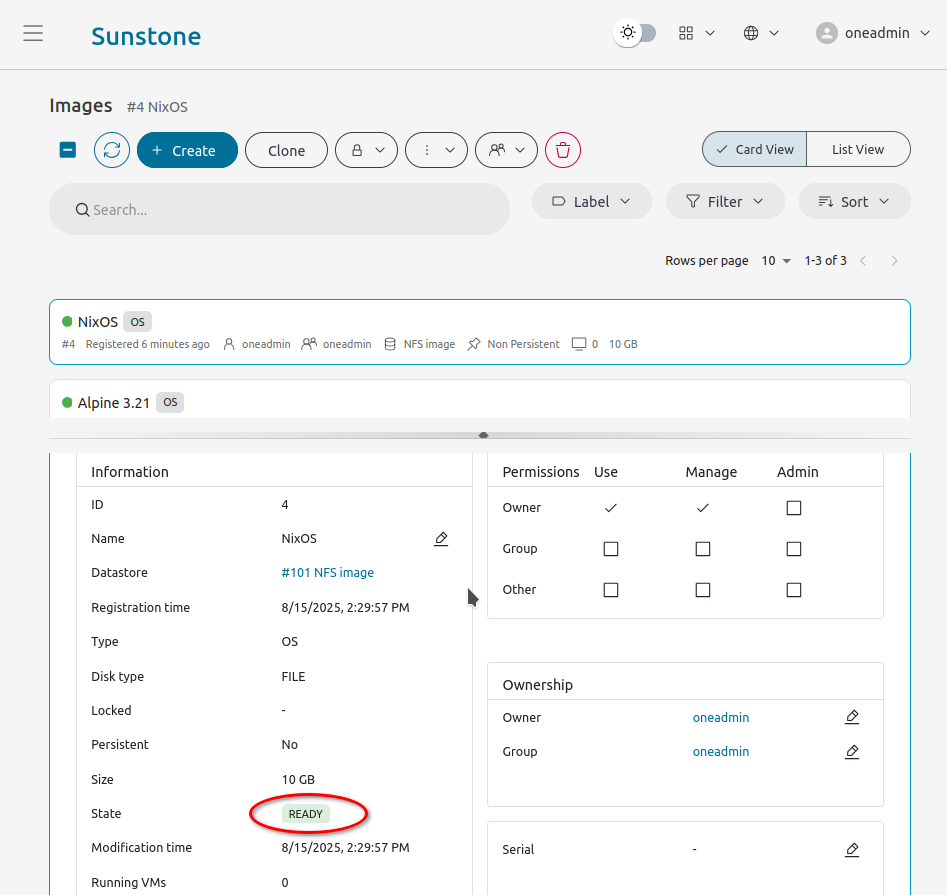 Sunstone
oneadmin
Images #4 NixOS
Create
Clone
Card View
List View
Search...
Label
Filter
Sort
Rows per page 10 1-3 of 3
NixOS OS
#4 Registered 6 minutes ago oneadmin oneadmin NFS image Non Persistent 0 10 GB
Alpine 3.21 OS
Information
ID 4
Name NixOS
Datastore #101 NFS image
Registration time 8/15/2025, 2:29:57 PM
Type OS
Disk type FILE
Locked -
Persistent No
Size 10 GB
State READY
Modification time 8/15/2025, 2:29:57 PM
Running VMs 0
Permissions Use Manage Admin
Owner
Group
Other
Ownership
Owner oneadmin
Group oneadmin
Serial -